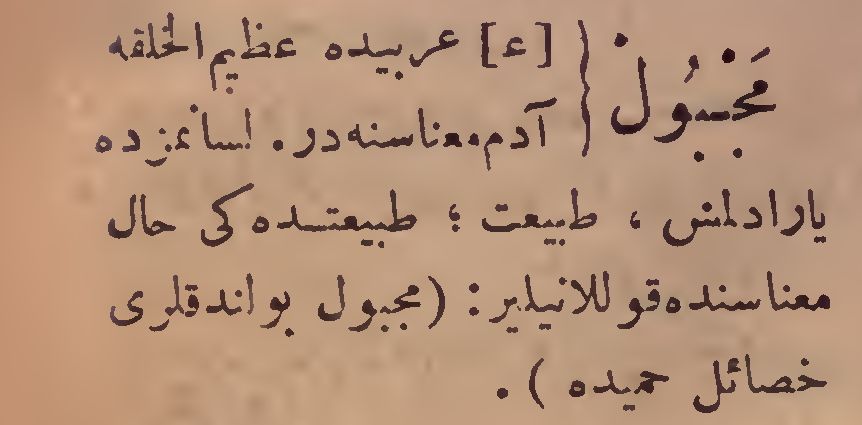 مَجْبُولْ { [ع] عربیده عظیم الخلقه
آدم معناسنه‌در. لسانمزده
یارادلمش ، طبیعت ؛ طبیعتده‌کی حال
معناسنده قوللانیلیر: (مجبول بولندقلری
خصائل حمیده ) .